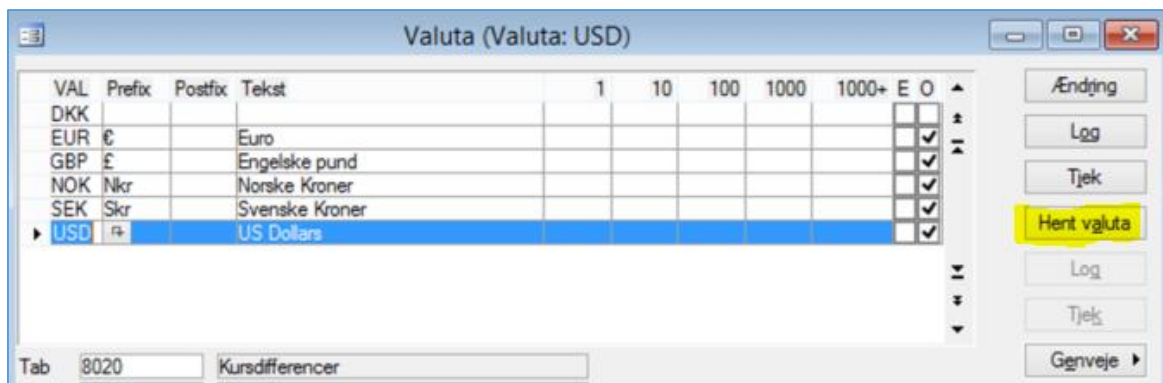 Valuta (Valuta: USD)
VAL Prefix Postfix Tekst 1 10 100 1000 1000+ E O
DKK
EUR € Euro
GBP £ Engelske pund
NOK Nkr Norske Kroner
SEK Skr Svenske Kroner
USD US Dollars
Tab 8020 Kursdifferencer
Ændring
Log
Tjek
Hent valuta
Log
Tjek
Genveje